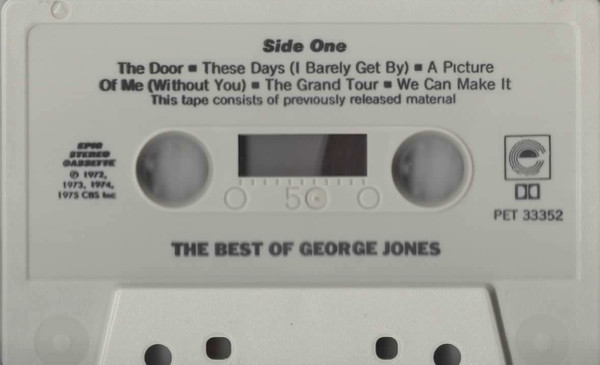 Side One
The Door ■ These Days (I Barely Get By) ■ A Picture
Of Me (Without You) ■ The Grand Tour ■ We Can Make It
This tape consists of previously released material
EPIC
STEREO
CASSETTE
℗ 1972,
1973, 1974,
1975 CBS Inc
50
PET 33352
THE BEST OF GEORGE JONES